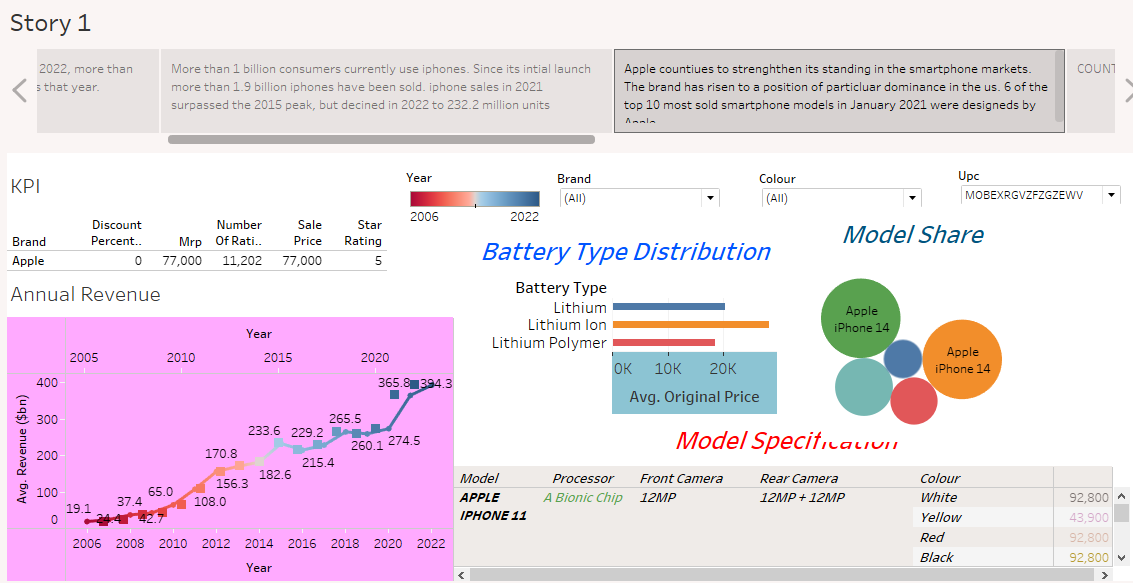 Story 1
2022, more than
s that year.
More than 1 billion consumers currently use iphones. Since its intial launch
more than 1.9 billion iphones have been sold. iphone sales in 2021
surpassed the 2015 peak, but decined in 2022 to 232.2 million units
Apple countiues to strenghthen its standing in the smartphone markets.
The brand has risen to a position of particluar dominance in the us. 6 of the
top 10 most sold smartphone models in January 2021 were designeds by
Apple
COUNT
KPI
Discount Number Sale Star
Brand Percent.. Mrp Of Rati.. Price Rating
Apple 0 77,000 11,202 77,000 5
Year
2006 2022
Brand
(All)
Colour
(All)
Upc
MOBEXRGVZFZGZEWV
Annual Revenue
Year
2005 2010 2015 2020
Avg. Revenue ($bn)
400
300
200
100
0
19.1 24.4 37.4 42.7 65.0 108.0 170.8 156.3 233.6 182.6 229.2 215.4 265.5 260.1 365.8 274.5 394.3
2006 2008 2010 2012 2014 2016 2018 2020 2022
Year
Battery Type Distribution
Battery Type
Lithium
Lithium Ion
Lithium Polymer
0K 10K 20K
Avg. Original Price
Model Share
Apple
iPhone 14
Apple
iPhone 14
Model Specification
Model Processor Front Camera Rear Camera Colour
APPLE A Bionic Chip 12MP 12MP + 12MP White 92,800
IPHONE 11 Yellow 43,900
Red 92,800
Black 92,800